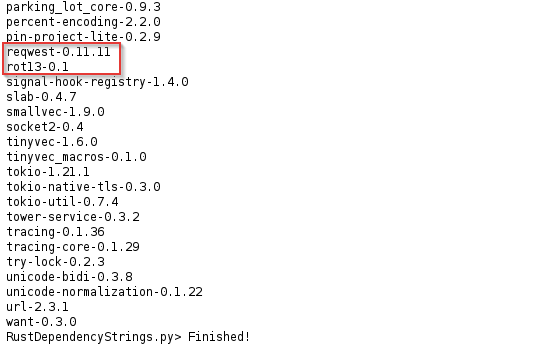 parking_lot_core-0.9.3
percent-encoding-2.2.0
pin-project-lite-0.2.9
reqwest-0.11.11
rot13-0.1
signal-hook-registry-1.4.0
slab-0.4.7
smallvec-1.9.0
socket2-0.4
tinyvec-1.6.0
tinyvec_macros-0.1.0
tokio-1.21.1
tokio-native-tls-0.3.0
tokio-util-0.7.4
tower-service-0.3.2
tracing-0.1.36
tracing-core-0.1.29
try-lock-0.2.3
unicode-bidi-0.3.8
unicode-normalization-0.1.22
url-2.3.1
want-0.3.0
RustDependencyStrings.py> Finished!